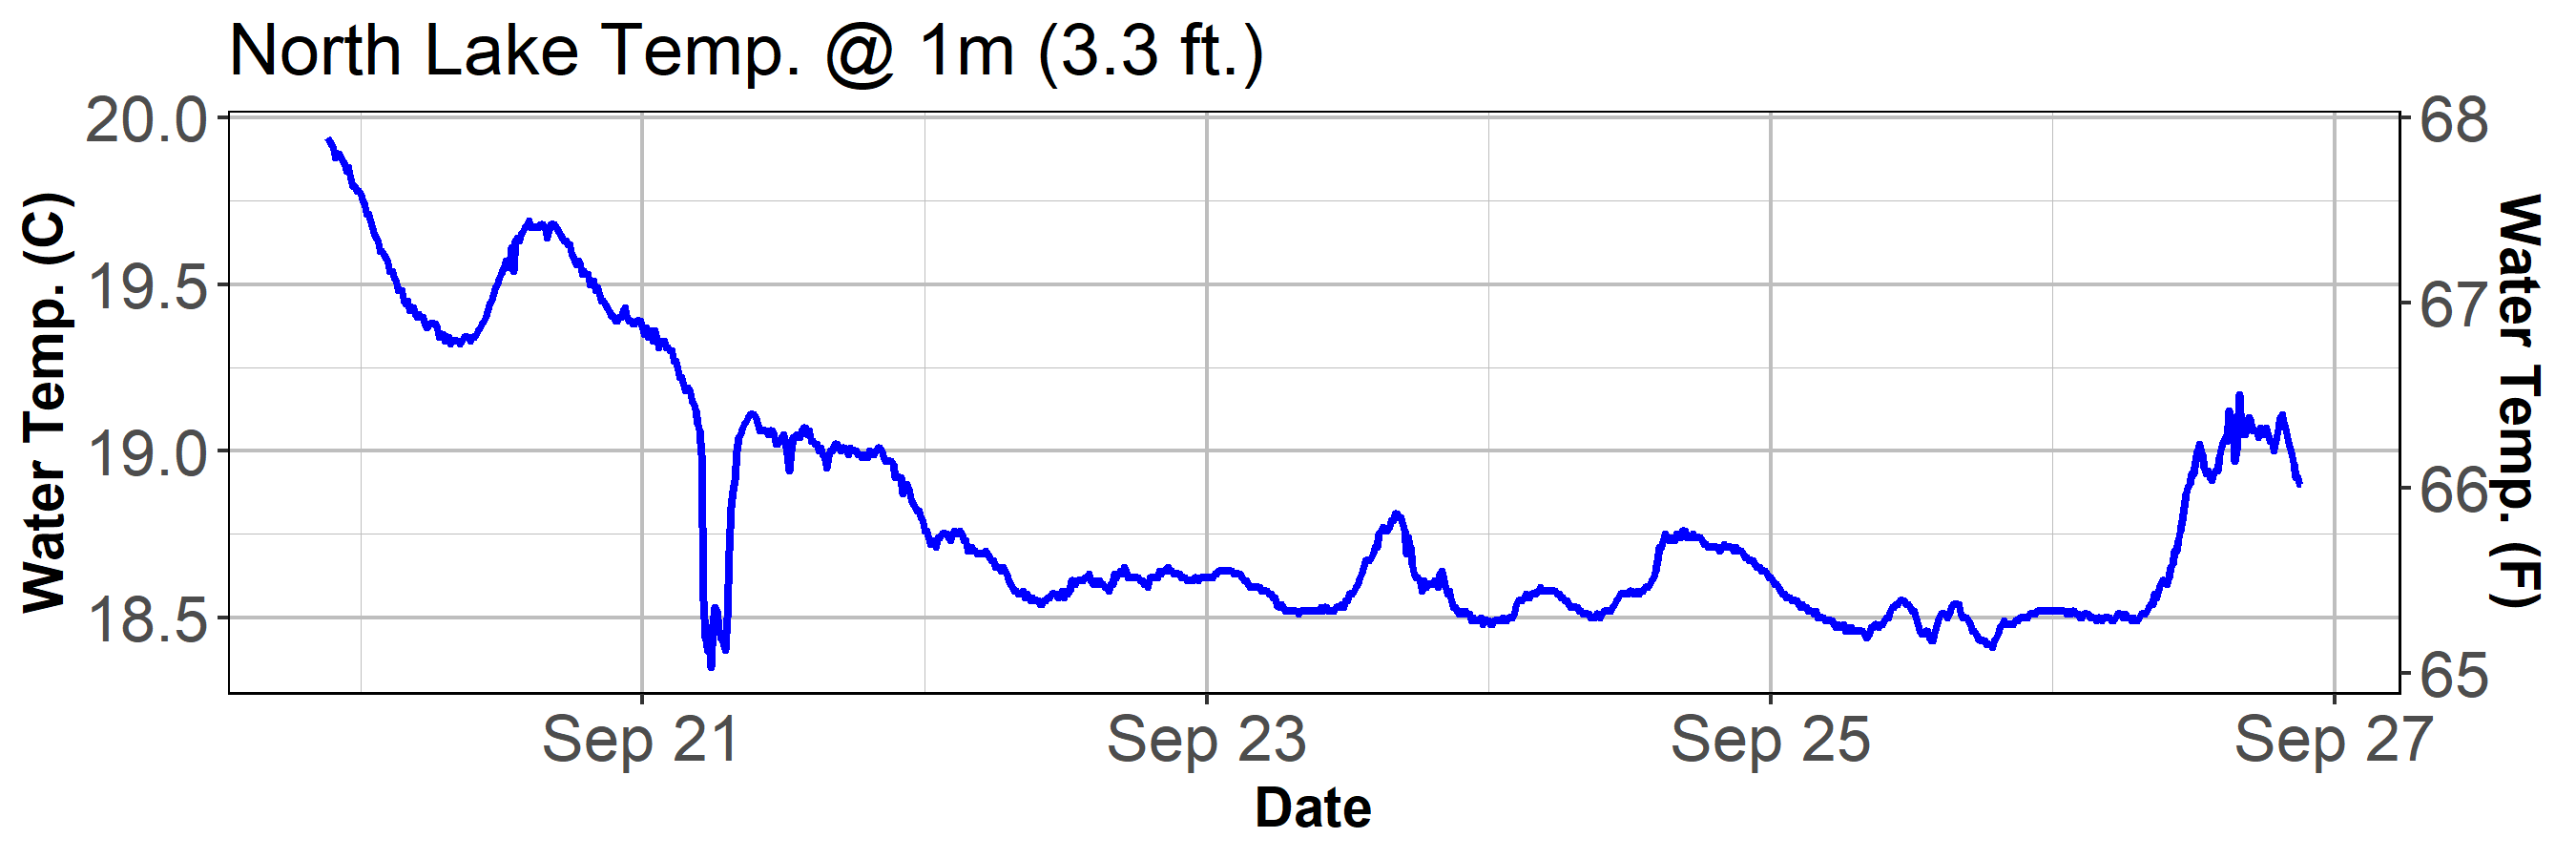 North Lake Temp. @ 1m (3.3 ft.)
Water Temp. (C)
20.0
19.5
19.0
18.5
68
67
66
65
Water Temp. (F)
Sep 21
Sep 23
Sep 25
Sep 27
Date